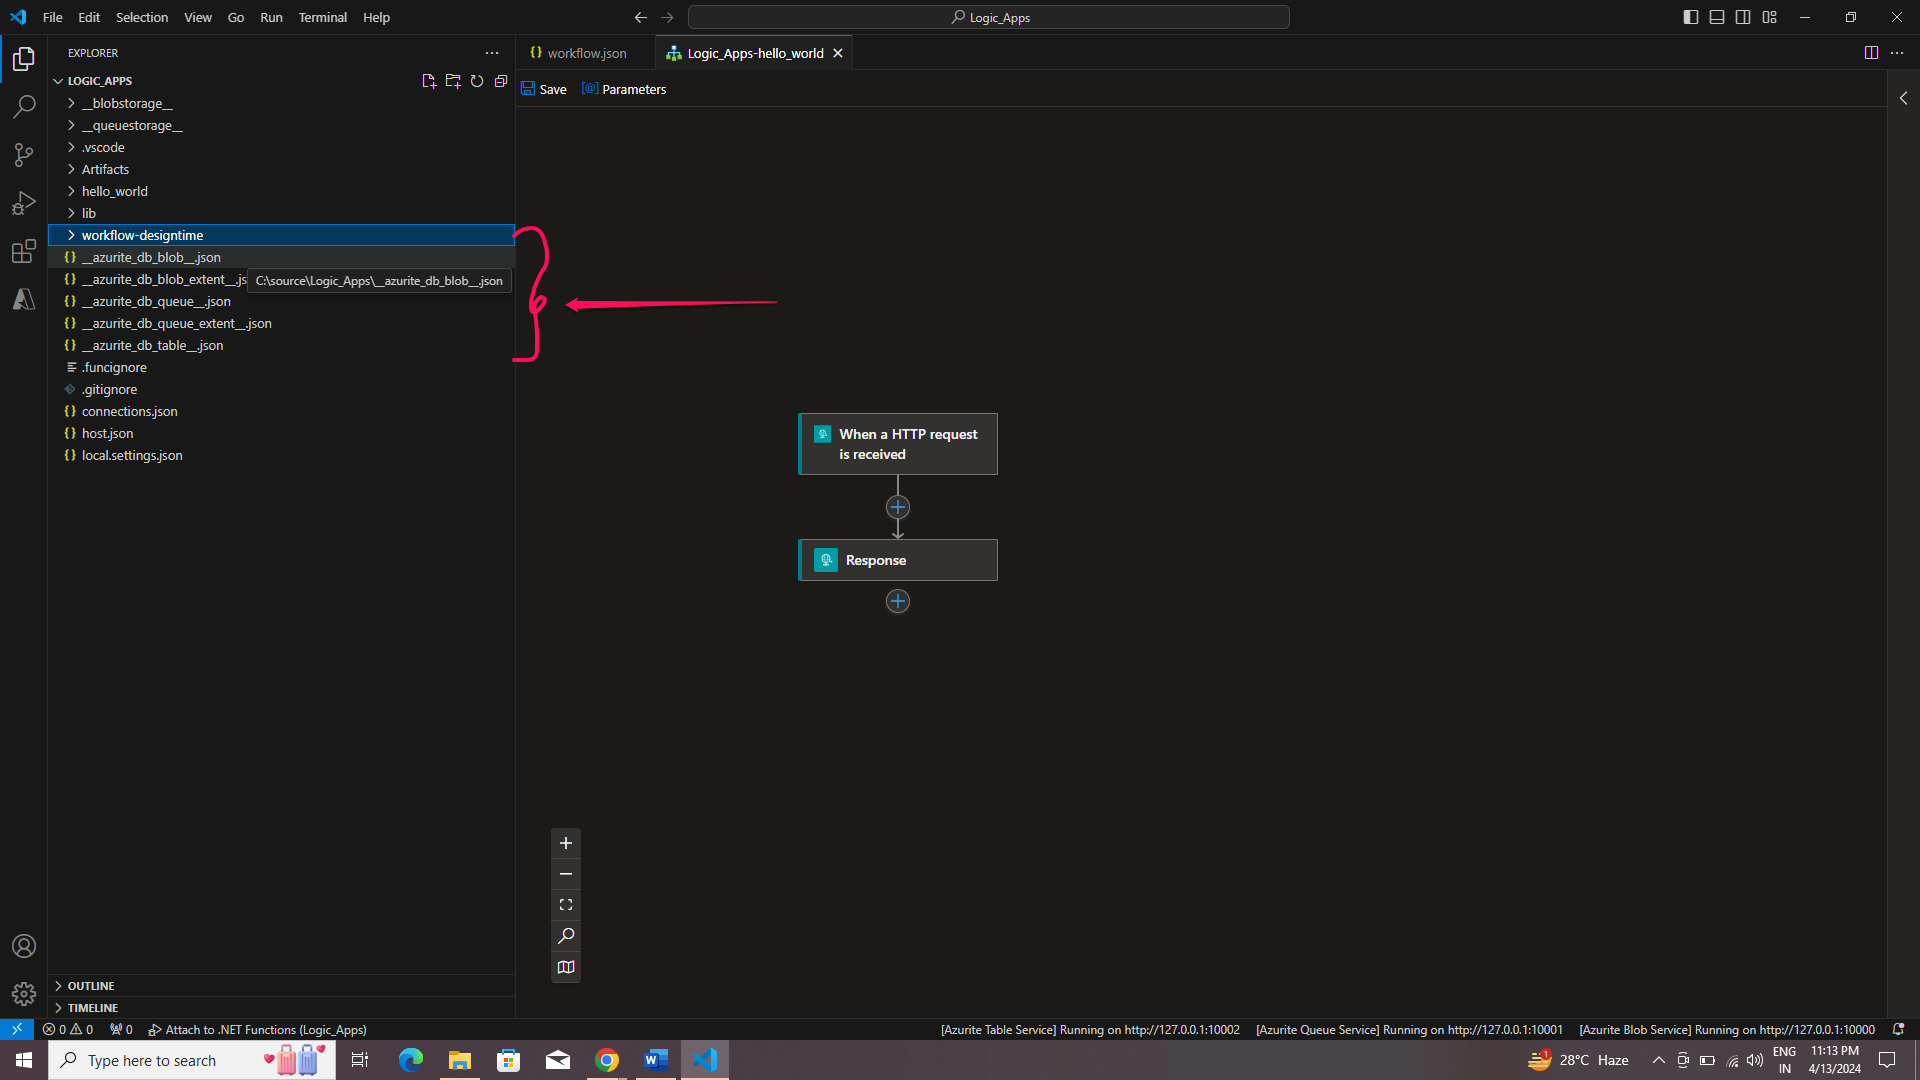 File Edit Selection View Go Run Terminal Help
Logic_Apps
EXPLORER
workflow.json
Logic_Apps-hello_world
LOGIC_APPS
Save
Parameters
__blobstorage__
__queuestorage__
.vscode
Artifacts
hello_world
lib
workflow-designtime
__azurite_db_blob__.json
__azurite_db_blob_extent__.js
C:\source\Logic_Apps\__azurite_db_blob__.json
__azurite_db_queue__.json
__azurite_db_queue_extent__.json
__azurite_db_table__.json
.funcignore
.gitignore
connections.json
host.json
local.settings.json
When a HTTP request
is received
Response
OUTLINE
TIMELINE
0 0 0 Attach to .NET Functions (Logic_Apps)
[Azurite Table Service] Running on http://127.0.0.1:10002
[Azurite Queue Service] Running on http://127.0.0.1:10001
[Azurite Blob Service] Running on http://127.0.0.1:10000
Type here to search
1
28°C Haze
ENG
IN
11:13 PM
4/13/2024